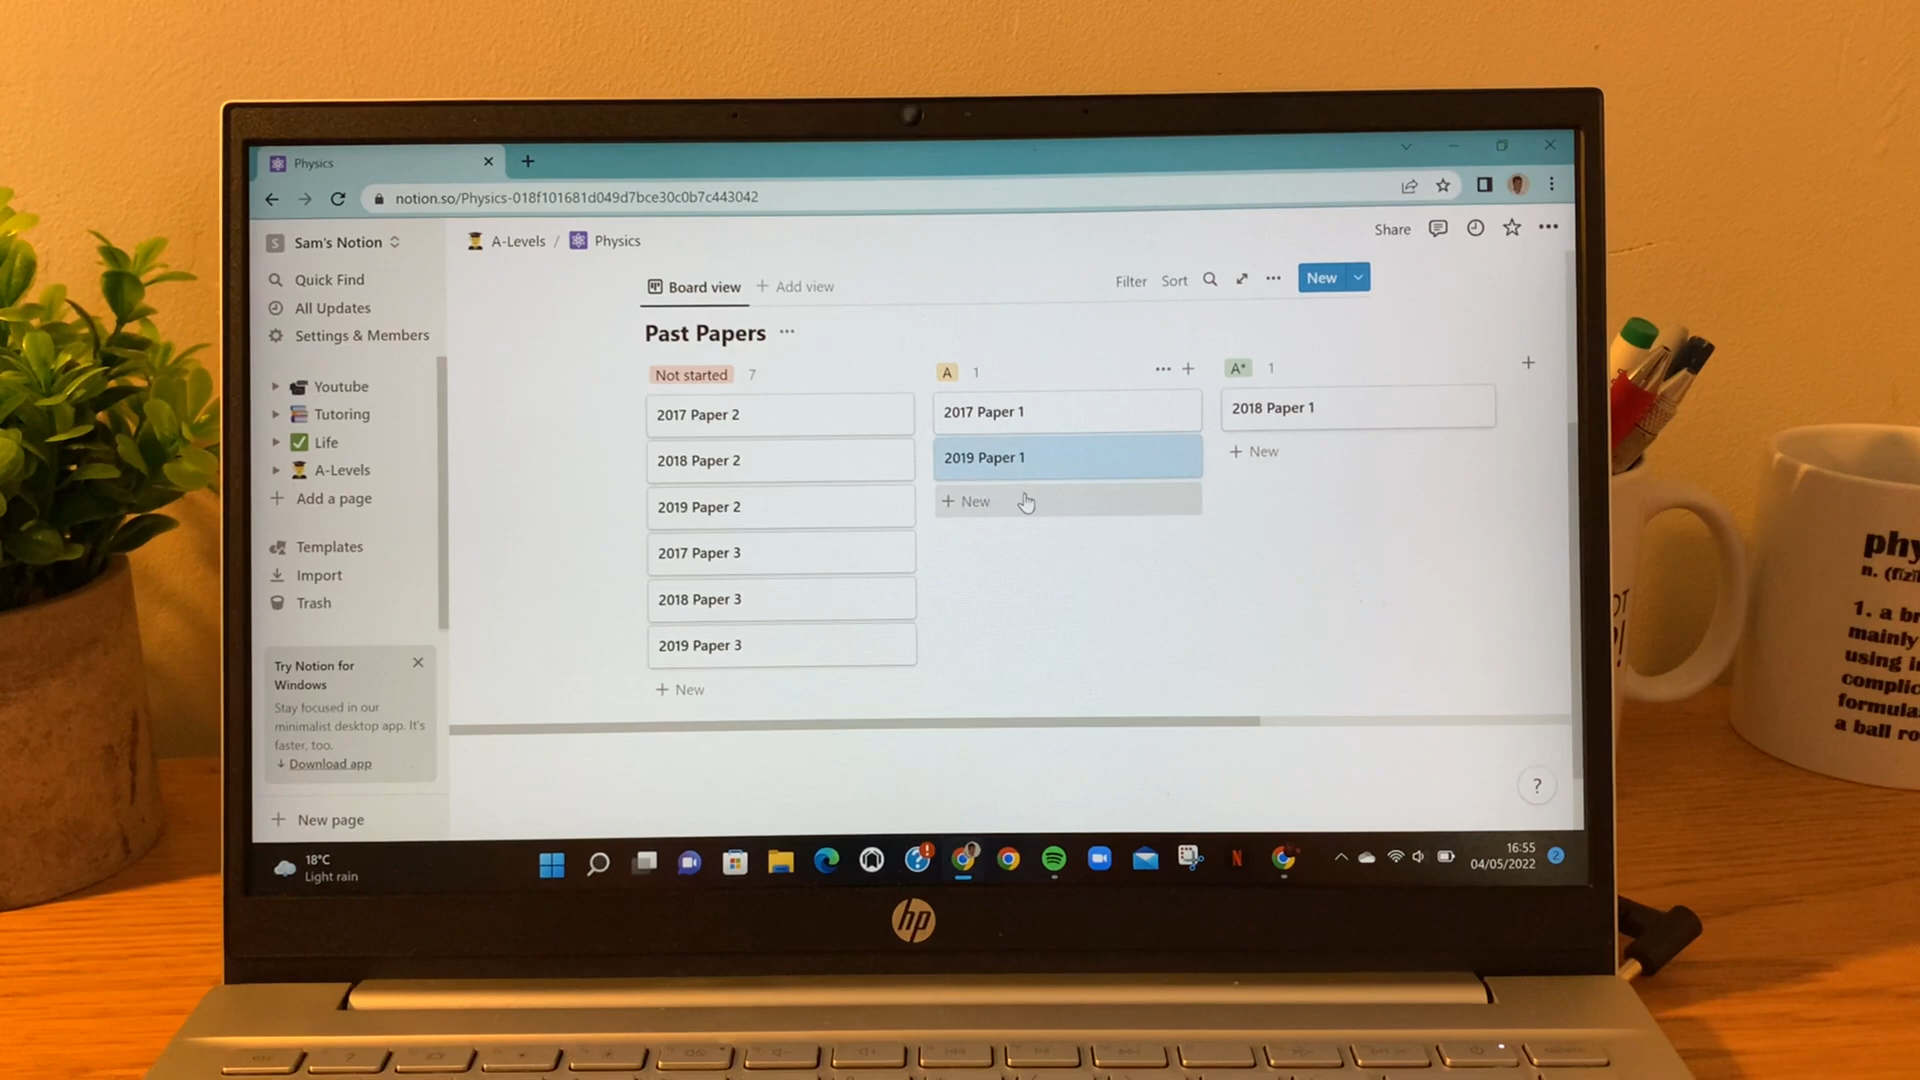 Physics
notion.so/Physics-018f101681d049d7bce30c0b7c443042
S Sam's Notion
Quick Find
All Updates
Settings & Members
Youtube
Tutoring
Life
A-Levels
Add a page
Templates
Import
Trash
Try Notion for
Windows
Stay focused in our
minimalist desktop app. It's
faster, too.
Download app
New page
A-Levels / Physics
Share
Board view
Add view
Filter
Sort
New
Past Papers
Not started 7
2017 Paper 2
2018 Paper 2
2019 Paper 2
2017 Paper 3
2018 Paper 3
2019 Paper 3
New
A 1
2017 Paper 1
2019 Paper 1
New
A* 1
2018 Paper 1
New
?
18°C
Light rain
N
16:55
04/05/2022
2
hp
phy
n. (fizi
1. a br
mainly
using i
complic
formula
a ball ro